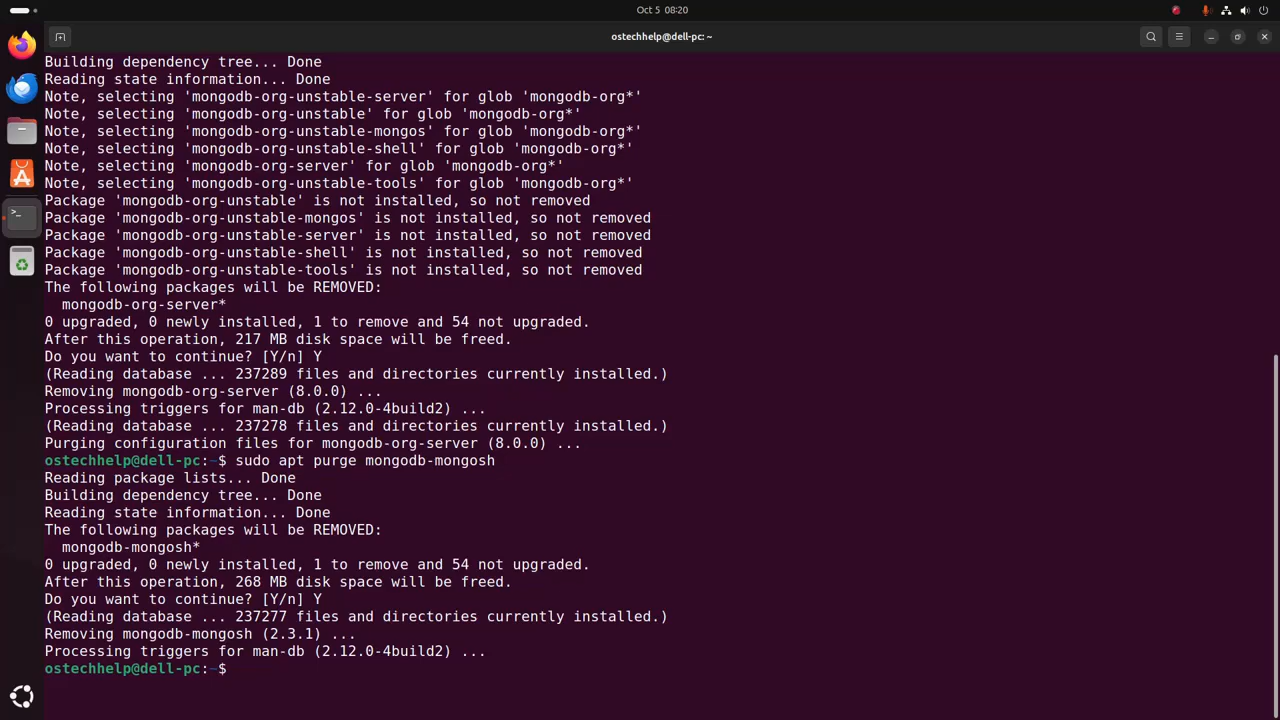 Oct 5 08:20
ostechhelp@dell-pc: ~
Building dependency tree... Done
Reading state information... Done
Note, selecting 'mongodb-org-unstable-server' for glob 'mongodb-org*'
Note, selecting 'mongodb-org-unstable' for glob 'mongodb-org*'
Note, selecting 'mongodb-org-unstable-mongos' for glob 'mongodb-org*'
Note, selecting 'mongodb-org-unstable-shell' for glob 'mongodb-org*'
Note, selecting 'mongodb-org-server' for glob 'mongodb-org*'
Note, selecting 'mongodb-org-unstable-tools' for glob 'mongodb-org*'
Package 'mongodb-org-unstable' is not installed, so not removed
Package 'mongodb-org-unstable-mongos' is not installed, so not removed
Package 'mongodb-org-unstable-server' is not installed, so not removed
Package 'mongodb-org-unstable-shell' is not installed, so not removed
Package 'mongodb-org-unstable-tools' is not installed, so not removed
The following packages will be REMOVED:
  mongodb-org-server*
0 upgraded, 0 newly installed, 1 to remove and 54 not upgraded.
After this operation, 217 MB disk space will be freed.
Do you want to continue? [Y/n] Y
(Reading database ... 237289 files and directories currently installed.)
Removing mongodb-org-server (8.0.0) ...
Processing triggers for man-db (2.12.0-4build2) ...
(Reading database ... 237278 files and directories currently installed.)
Purging configuration files for mongodb-org-server (8.0.0) ...
ostechhelp@dell-pc:~$ sudo apt purge mongodb-mongosh
Reading package lists... Done
Building dependency tree... Done
Reading state information... Done
The following packages will be REMOVED:
  mongodb-mongosh*
0 upgraded, 0 newly installed, 1 to remove and 54 not upgraded.
After this operation, 268 MB disk space will be freed.
Do you want to continue? [Y/n] Y
(Reading database ... 237277 files and directories currently installed.)
Removing mongodb-mongosh (2.3.1) ...
Processing triggers for man-db (2.12.0-4build2) ...
ostechhelp@dell-pc:~$